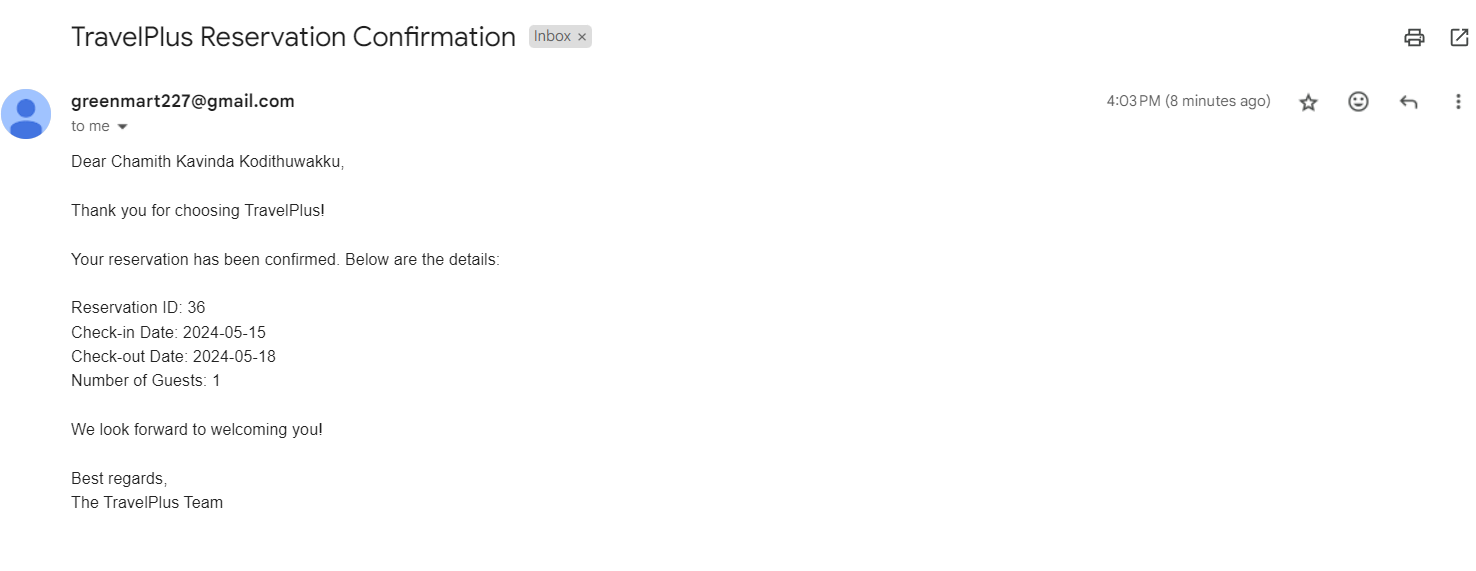 TravelPlus Reservation Confirmation Inbox ×
greenmart227@gmail.com 4:03 PM (8 minutes ago)
to me
Dear Chamith Kavinda Kodithuwakku,
Thank you for choosing TravelPlus!
Your reservation has been confirmed. Below are the details:
Reservation ID: 36
Check-in Date: 2024-05-15
Check-out Date: 2024-05-18
Number of Guests: 1
We look forward to welcoming you!
Best regards,
The TravelPlus Team